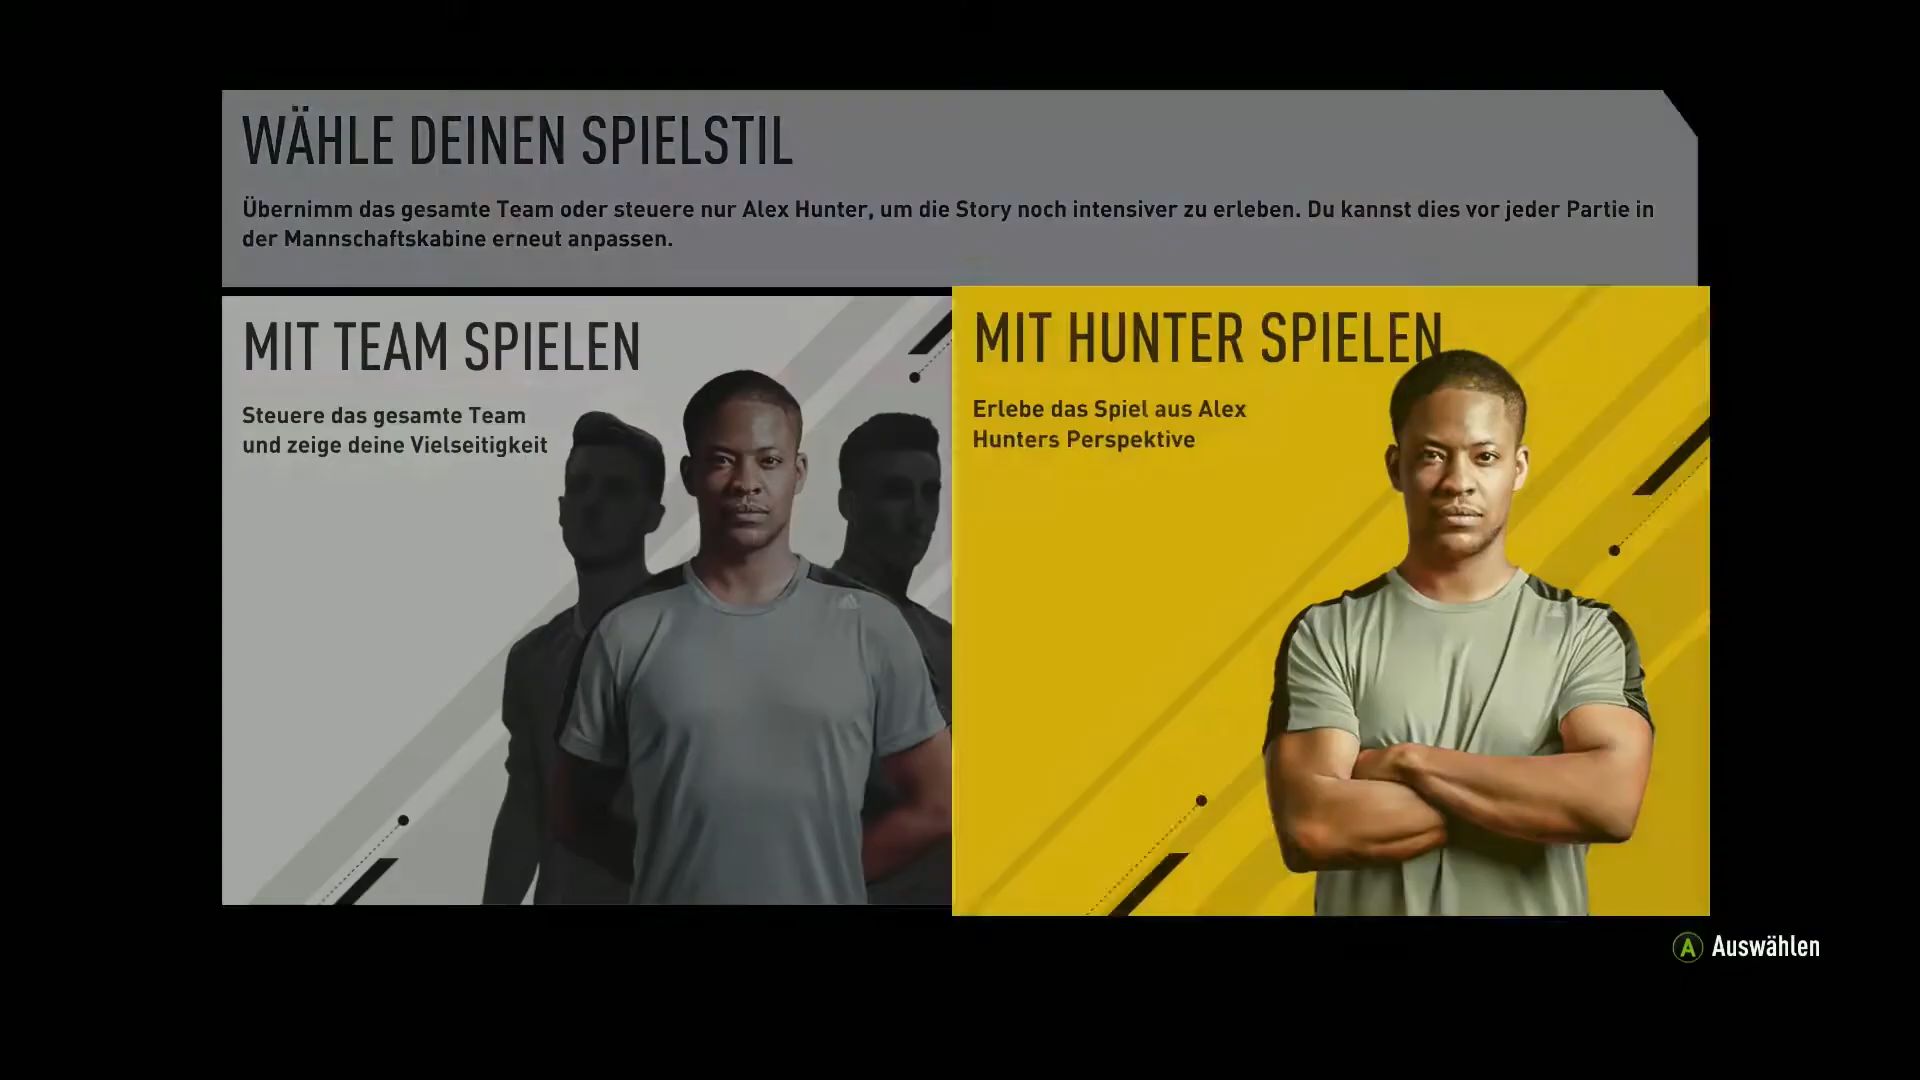 WÄHLE DEINEN SPIELSTIL
Übernimm das gesamte Team oder steuere nur Alex Hunter, um die Story noch intensiver zu erleben. Du kannst dies vor jeder Partie in
der Mannschaftskabine erneut anpassen.
MIT TEAM SPIELEN
Steuere das gesamte Team
und zeige deine Vielseitigkeit
MIT HUNTER SPIELEN
Erlebe das Spiel aus Alex
Hunters Perspektive
A Auswählen